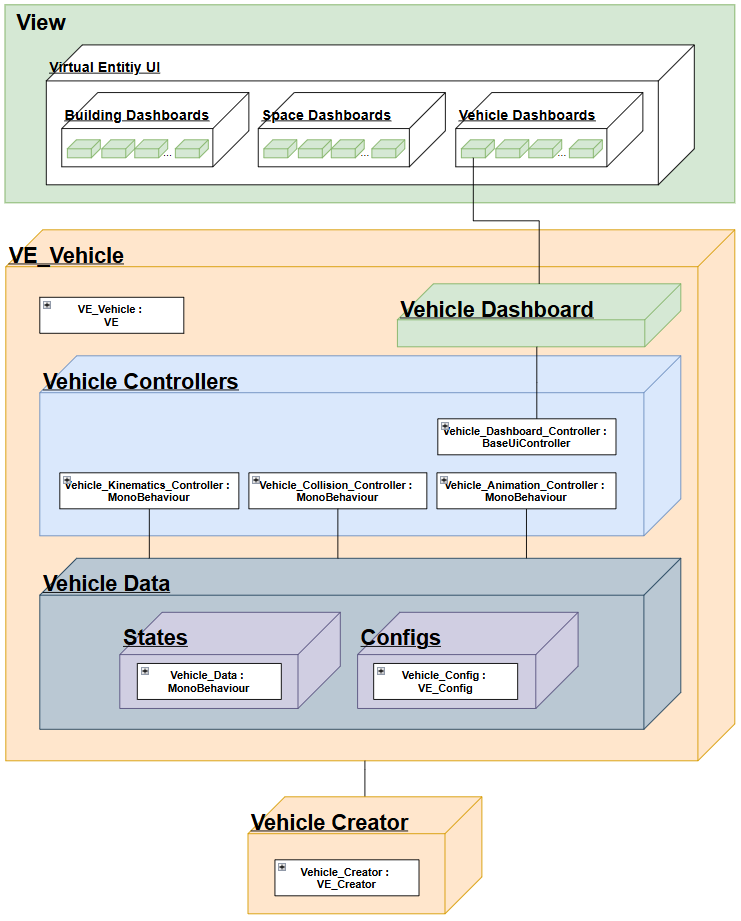 View
Virtual Entitiy UI
Building Dashboards
Space Dashboards
Vehicle Dashboards
...
...
...
VE_Vehicle
VE_Vehicle :
VE
Vehicle Dashboard
Vehicle Controllers
Vehicle_Dashboard_Controller :
BaseUiController
Vehicle_Kinematics_Controller :
MonoBehaviour
Vehicle_Collision_Controller :
MonoBehaviour
Vehicle_Animation_Controller :
MonoBehaviour
Vehicle Data
States
Vehicle_Data :
MonoBehaviour
Configs
Vehicle_Config :
VE_Config
Vehicle Creator
Vehicle_Creator :
VE_Creator